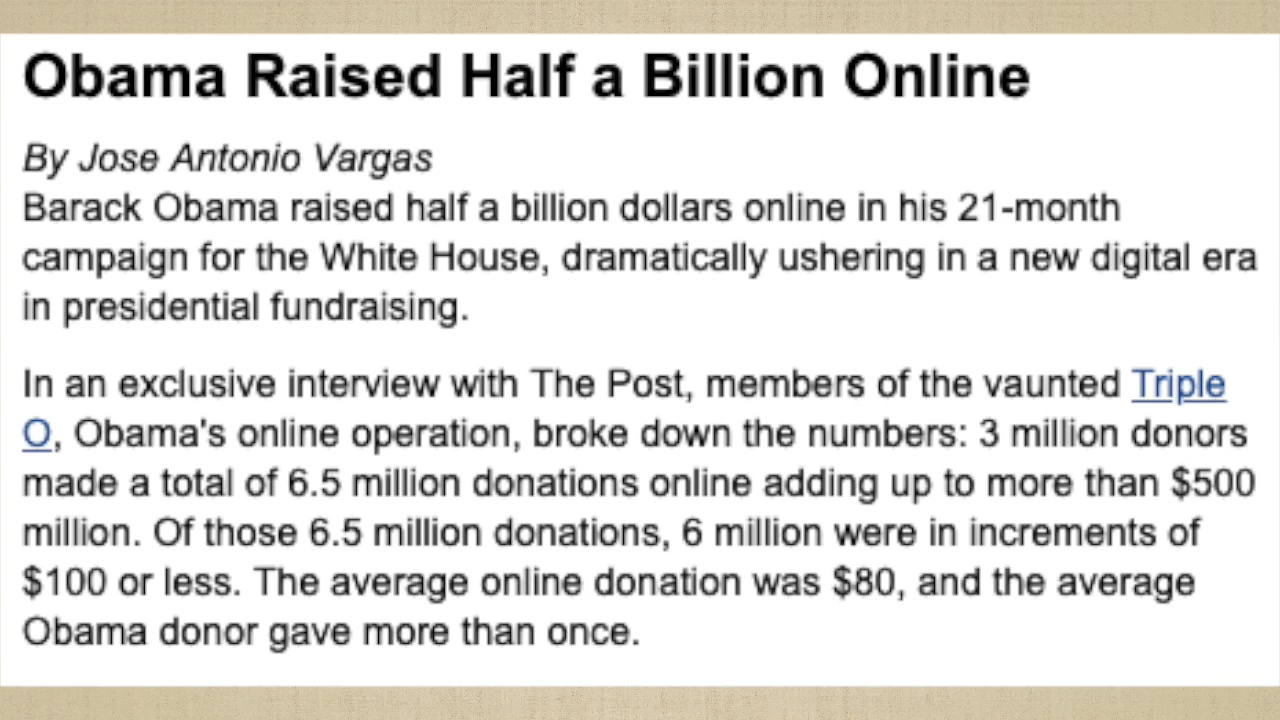 Obama Raised Half a Billion Online
By Jose Antonio Vargas
Barack Obama raised half a billion dollars online in his 21-month
campaign for the White House, dramatically ushering in a new digital era
in presidential fundraising.
In an exclusive interview with The Post, members of the vaunted Triple
O, Obama's online operation, broke down the numbers: 3 million donors
made a total of 6.5 million donations online adding up to more than $500
million. Of those 6.5 million donations, 6 million were in increments of
$100 or less. The average online donation was $80, and the average
Obama donor gave more than once.